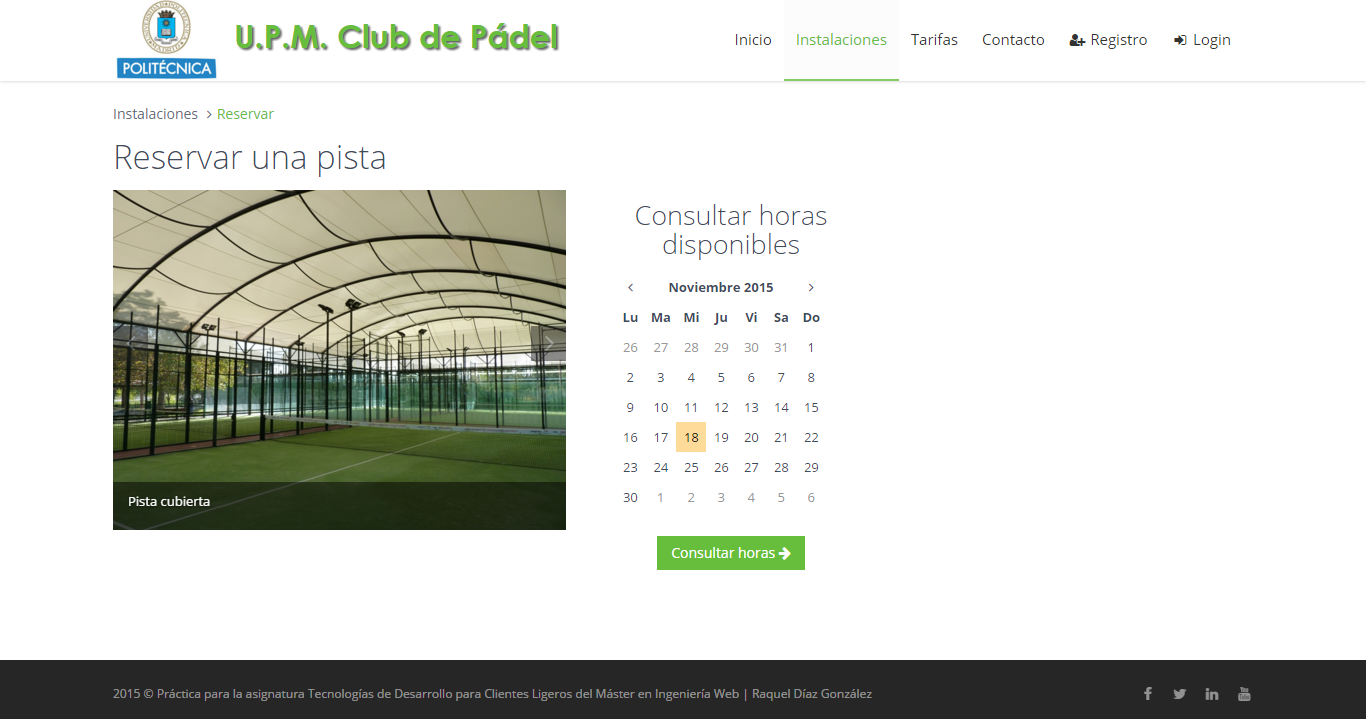 POLITÉCNICA
U.P.M. Club de Pádel
Inicio Instalaciones Tarifas Contacto Registro Login
Instalaciones > Reservar
Reservar una pista
Pista cubierta
Consultar horas
disponibles
‹ Noviembre 2015 ›
Lu Ma Mi Ju Vi Sa Do
26 27 28 29 30 31 1
2 3 4 5 6 7 8
9 10 11 12 13 14 15
16 17 18 19 20 21 22
23 24 25 26 27 28 29
30 1 2 3 4 5 6
Consultar horas
2015 © Práctica para la asignatura Tecnologías de Desarrollo para Clientes Ligeros del Máster en Ingeniería Web | Raquel Díaz González